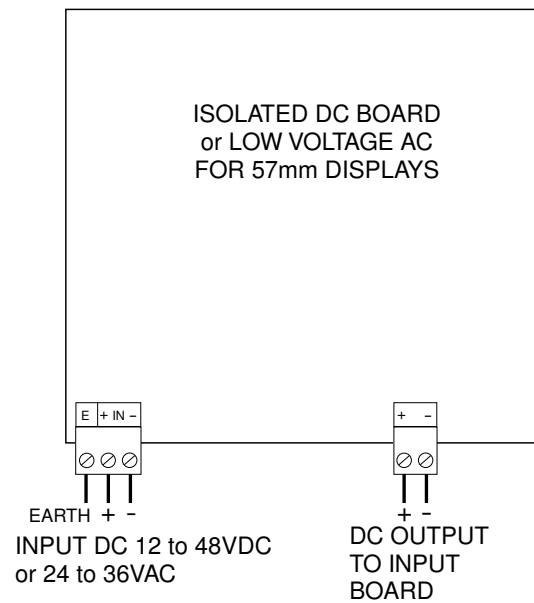 ISOLATED DC BOARD
or LOW VOLTAGE AC
FOR 57mm DISPLAYS
E + IN −
+ −
EARTH + −
INPUT DC 12 to 48VDC
or 24 to 36VAC
+ −
DC OUTPUT
TO INPUT
BOARD